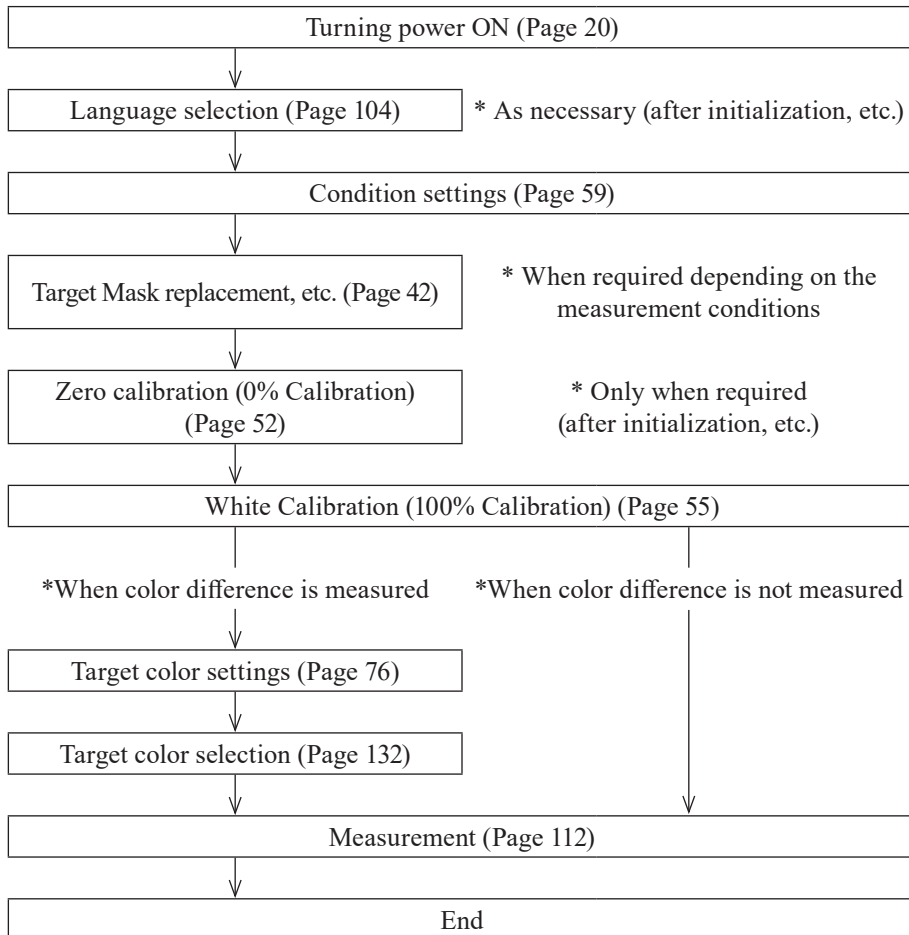 Turning power ON (Page 20)
Language selection (Page 104)
* As necessary (after initialization, etc.)
Condition settings (Page 59)
Target Mask replacement, etc. (Page 42)
* When required depending on the
measurement conditions
Zero calibration (0% Calibration)
(Page 52)
* Only when required
(after initialization, etc.)
White Calibration (100% Calibration) (Page 55)
*When color difference is measured
*When color difference is not measured
Target color settings (Page 76)
Target color selection (Page 132)
Measurement (Page 112)
End